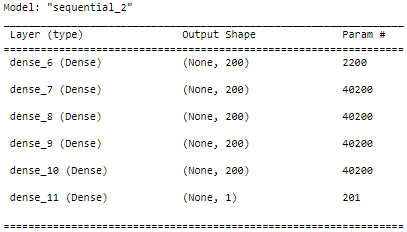 Model: "sequential_2"
_________________________________________________________________
Layer (type) Output Shape Param #
=================================================================
dense_6 (Dense) (None, 200) 2200
dense_7 (Dense) (None, 200) 40200
dense_8 (Dense) (None, 200) 40200
dense_9 (Dense) (None, 200) 40200
dense_10 (Dense) (None, 200) 40200
dense_11 (Dense) (None, 1) 201
=================================================================